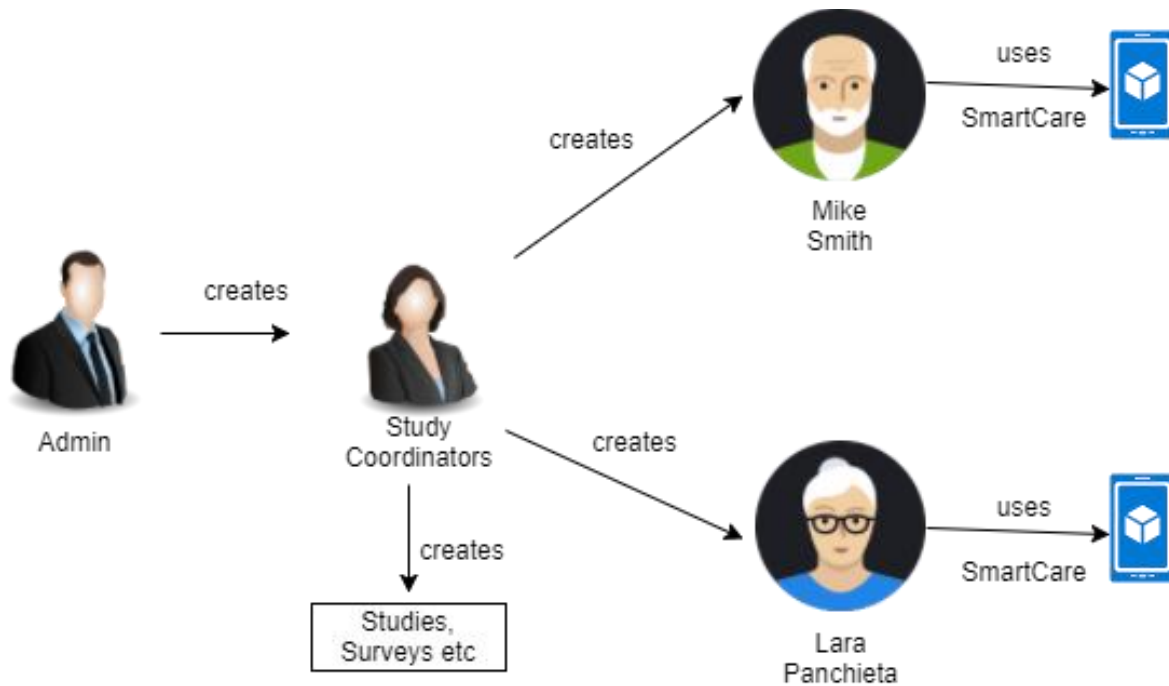 uses
SmartCare
creates
Mike
Smith
creates
Admin
Study
Coordinators
creates
creates
Studies,
Surveys etc
uses
SmartCare
Lara
Panchieta